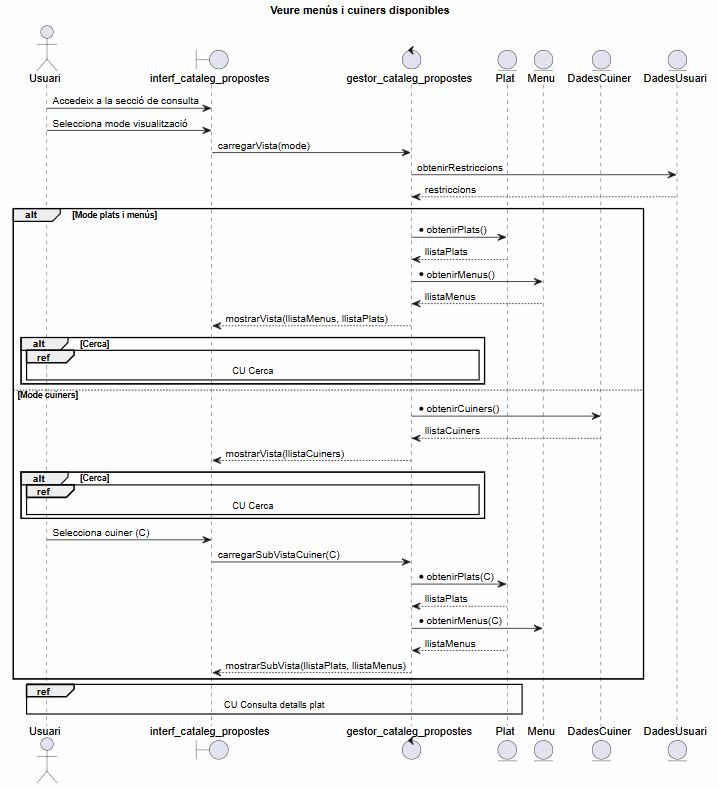 Veure menús i cuiners disponibles
Usuari interf_cataleg_propostes gestor_cataleg_propostes Plat Menu DadesCuiner DadesUsuari
Accedeix a la secció de consulta
Selecciona mode visualització
carregarVista(mode)
obtenirRestriccions
restriccions
alt [Mode plats i menús]
• obtenirPlats()
llistaPlats
• obtenirMenus()
llistaMenus
mostrarVista(llistaMenus, llistaPlats)
alt [Cerca]
ref
CU Cerca
[Mode cuiners]
• obtenirCuiners()
llistaCuiners
mostrarVista(llistaCuiners)
alt [Cerca]
ref
CU Cerca
Selecciona cuiner (C)
carregarSubVistaCuiner(C)
• obtenirPlats(C)
llistaPlats
• obtenirMenus(C)
llistaMenus
mostrarSubVista(llistaPlats, llistaMenus)
ref
CU Consulta detalls plat
Usuari interf_cataleg_propostes gestor_cataleg_propostes Plat Menu DadesCuiner DadesUsuari